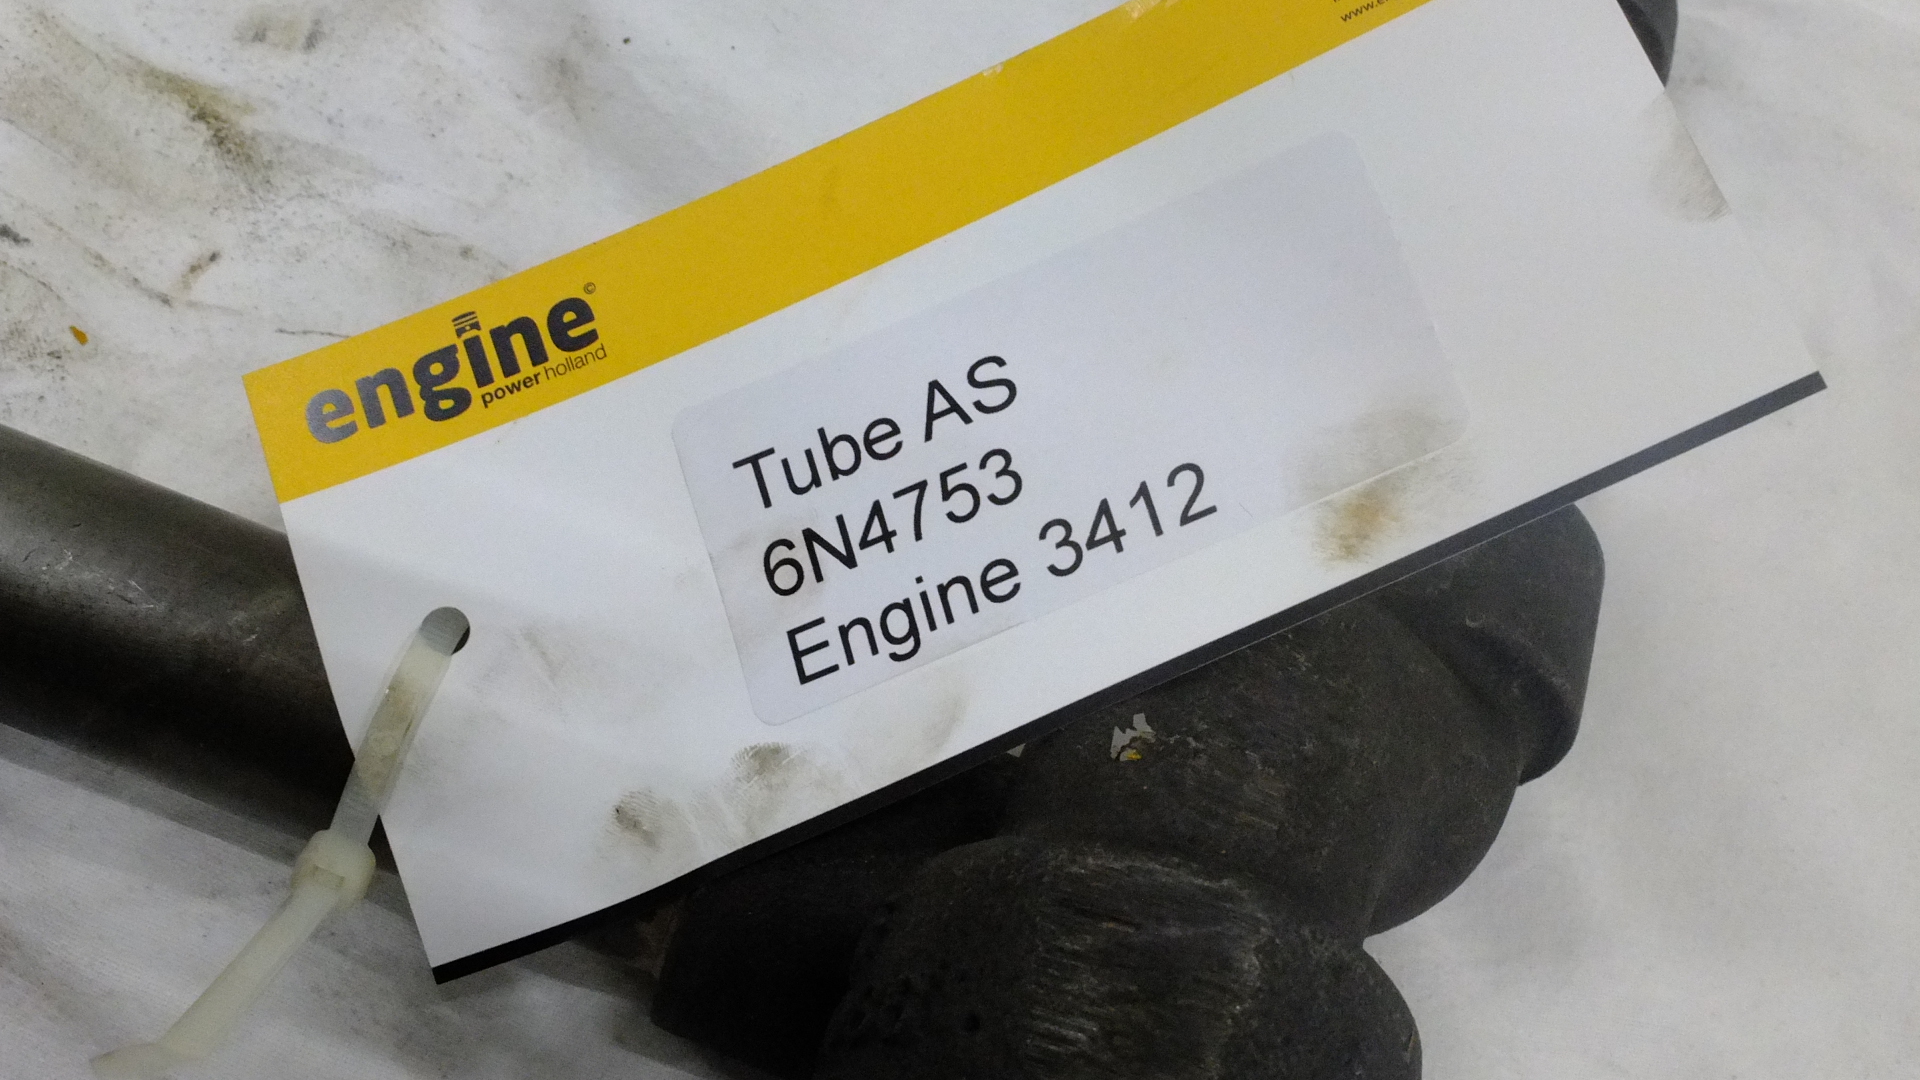 engine©
power holland
Tube AS
6N4753
Engine 3412